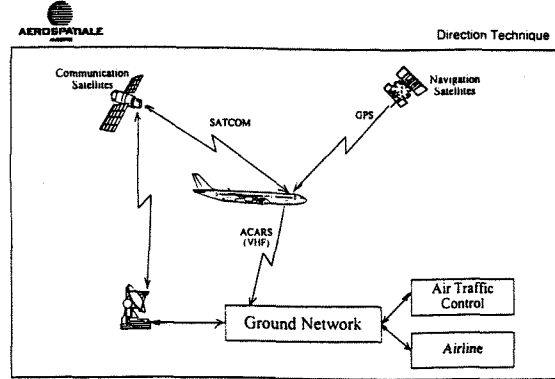 AEROSPATIALE
Direction Technique
Communication
Satellites
Navigation
Satellites
SATCOM
GPS
ACARS
(VHF)
Air Traffic
Control
Ground Network
Airline